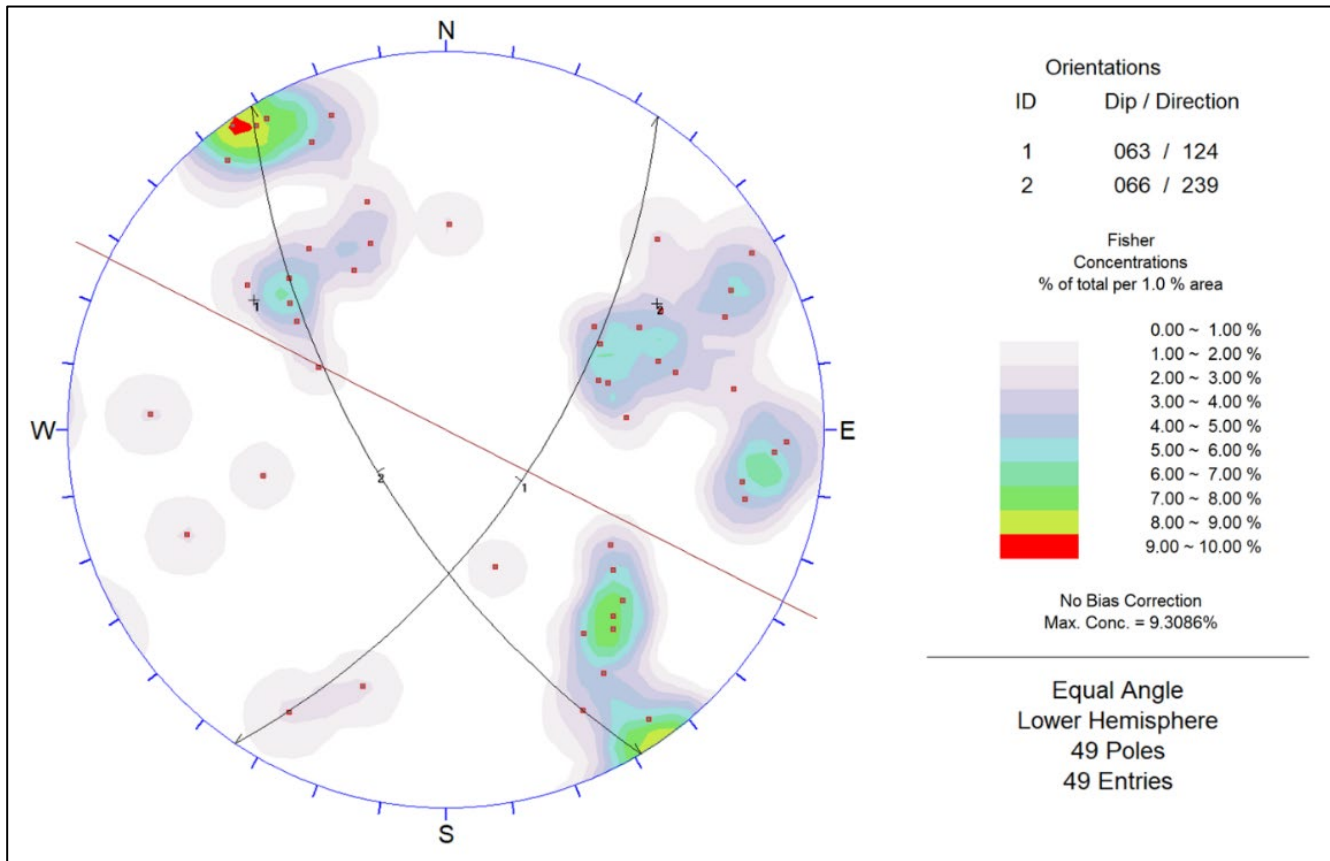 N
W
E
S
1
2
2
1
Orientations
ID Dip / Direction
1 063 / 124
2 066 / 239
Fisher
Concentrations
% of total per 1.0 % area
0.00 ~ 1.00 %
1.00 ~ 2.00 %
2.00 ~ 3.00 %
3.00 ~ 4.00 %
4.00 ~ 5.00 %
5.00 ~ 6.00 %
6.00 ~ 7.00 %
7.00 ~ 8.00 %
8.00 ~ 9.00 %
9.00 ~ 10.00 %
No Bias Correction
Max. Conc. = 9.3086%
Equal Angle
Lower Hemisphere
49 Poles
49 Entries